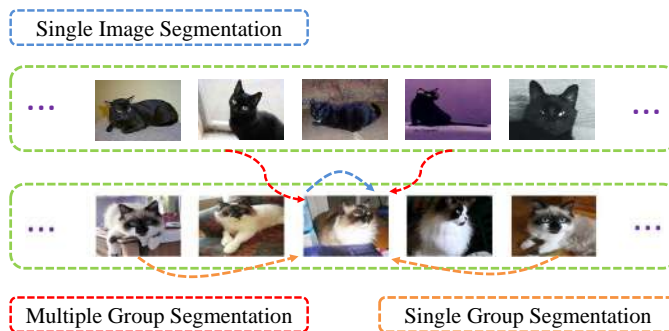 Single Image Segmentation
... ...
... ...
Multiple Group Segmentation Single Group Segmentation